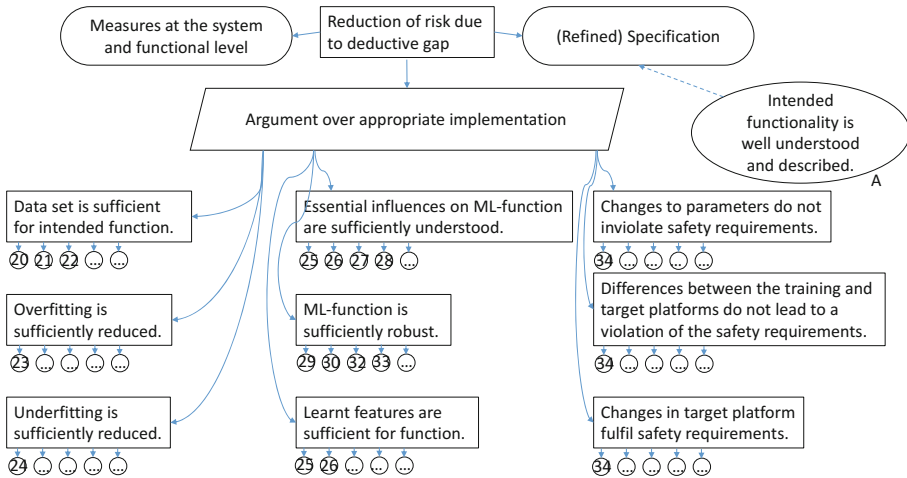 Measures at the system
and functional level
Reduction of risk due
to deductive gap
(Refined) Specification
Argument over appropriate implementation
Intended
functionality is
well understood
and described.
A
Data set is sufficient
for intended function.
20 21 22 ... ...
Essential influences on ML-function
are sufficiently understood.
25 26 27 28 ...
Changes to parameters do not
inviolate safety requirements.
34 ... ... ... ...
Overfitting is
sufficiently reduced.
23 ... ... ... ...
ML-function is
sufficiently robust.
29 30 32 33 ...
Differences between the training and
target platforms do not lead to a
violation of the safety requirements.
34 ... ... ... ...
Underfitting is
sufficiently reduced.
24 ... ... ... ...
Learnt features are
sufficient for function.
25 26 ... ... ...
Changes in target platform
fulfil safety requirements.
34 ... ... ... ...